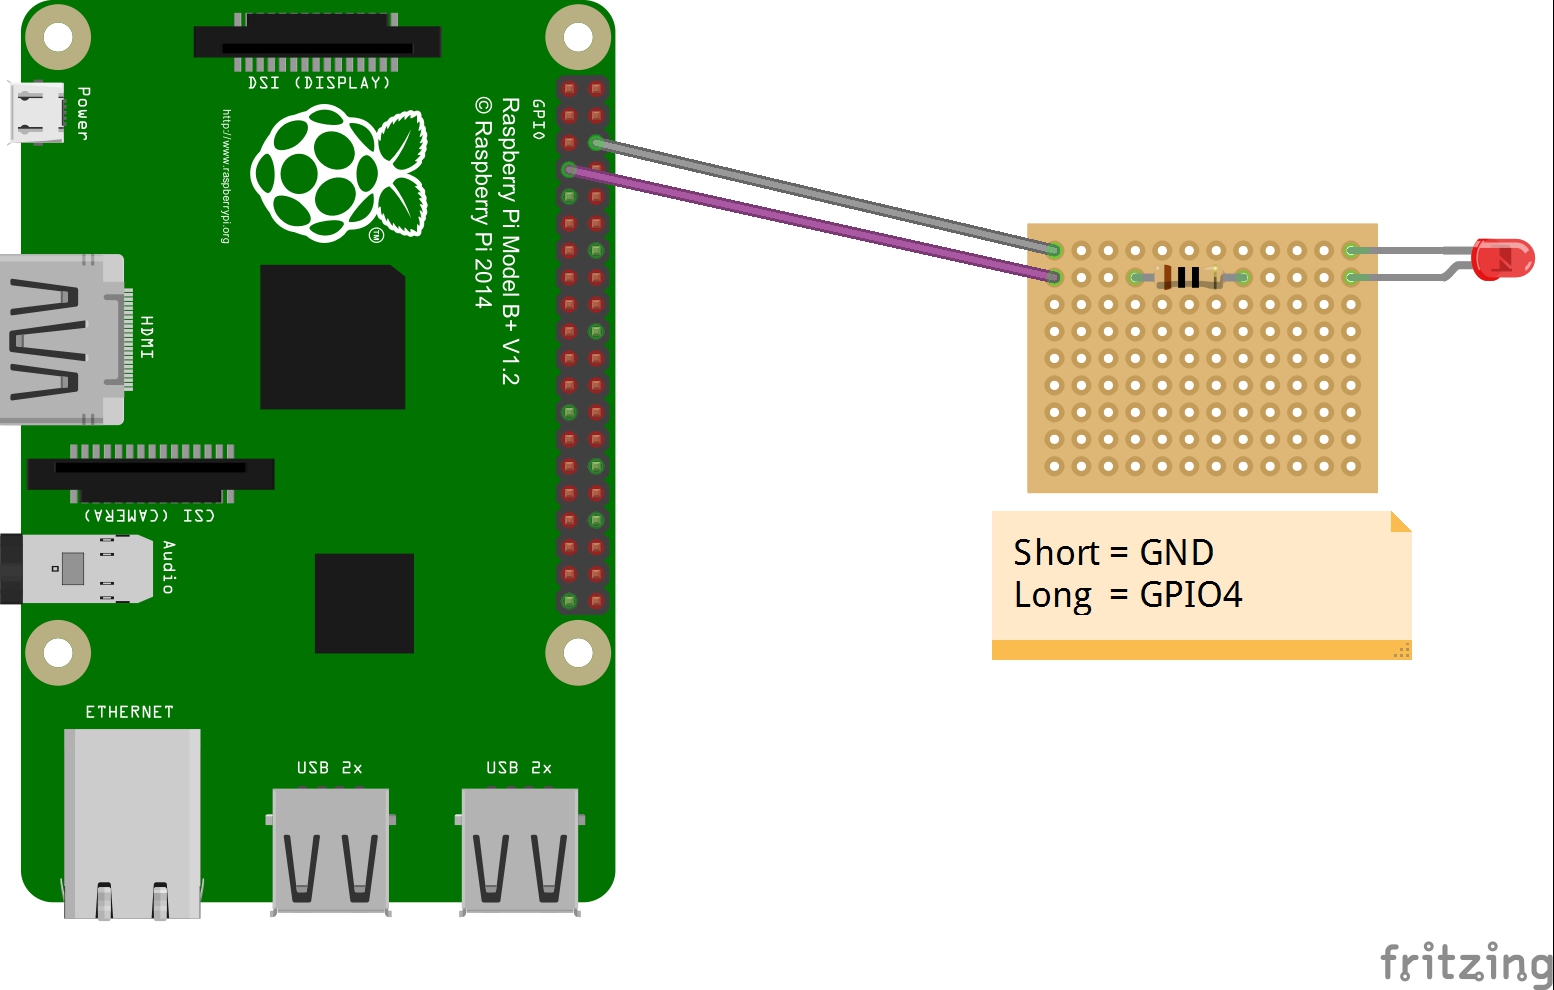 DSI (DISPLAY)
Power
http://www.raspberrypi.org
TM
GPIO
Raspberry Pi Model B+ V1.2
© Raspberry Pi 2014
HDMI
CSI (CAMERA)
Audio
ETHERNET
USB 2x
USB 2x
Short = GND
Long = GPIO4
fritzing